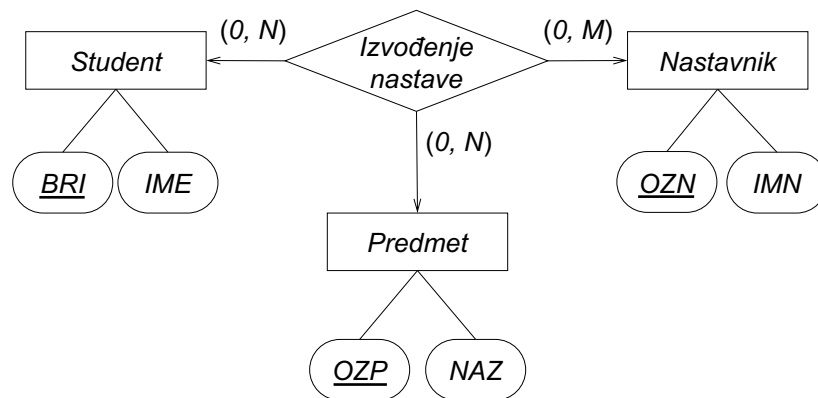 (0, N)
(0, M)
Student
Izvođenje
nastave
Nastavnik
(0, N)
BRI
IME
OZN
IMN
Predmet
OZP
NAZ